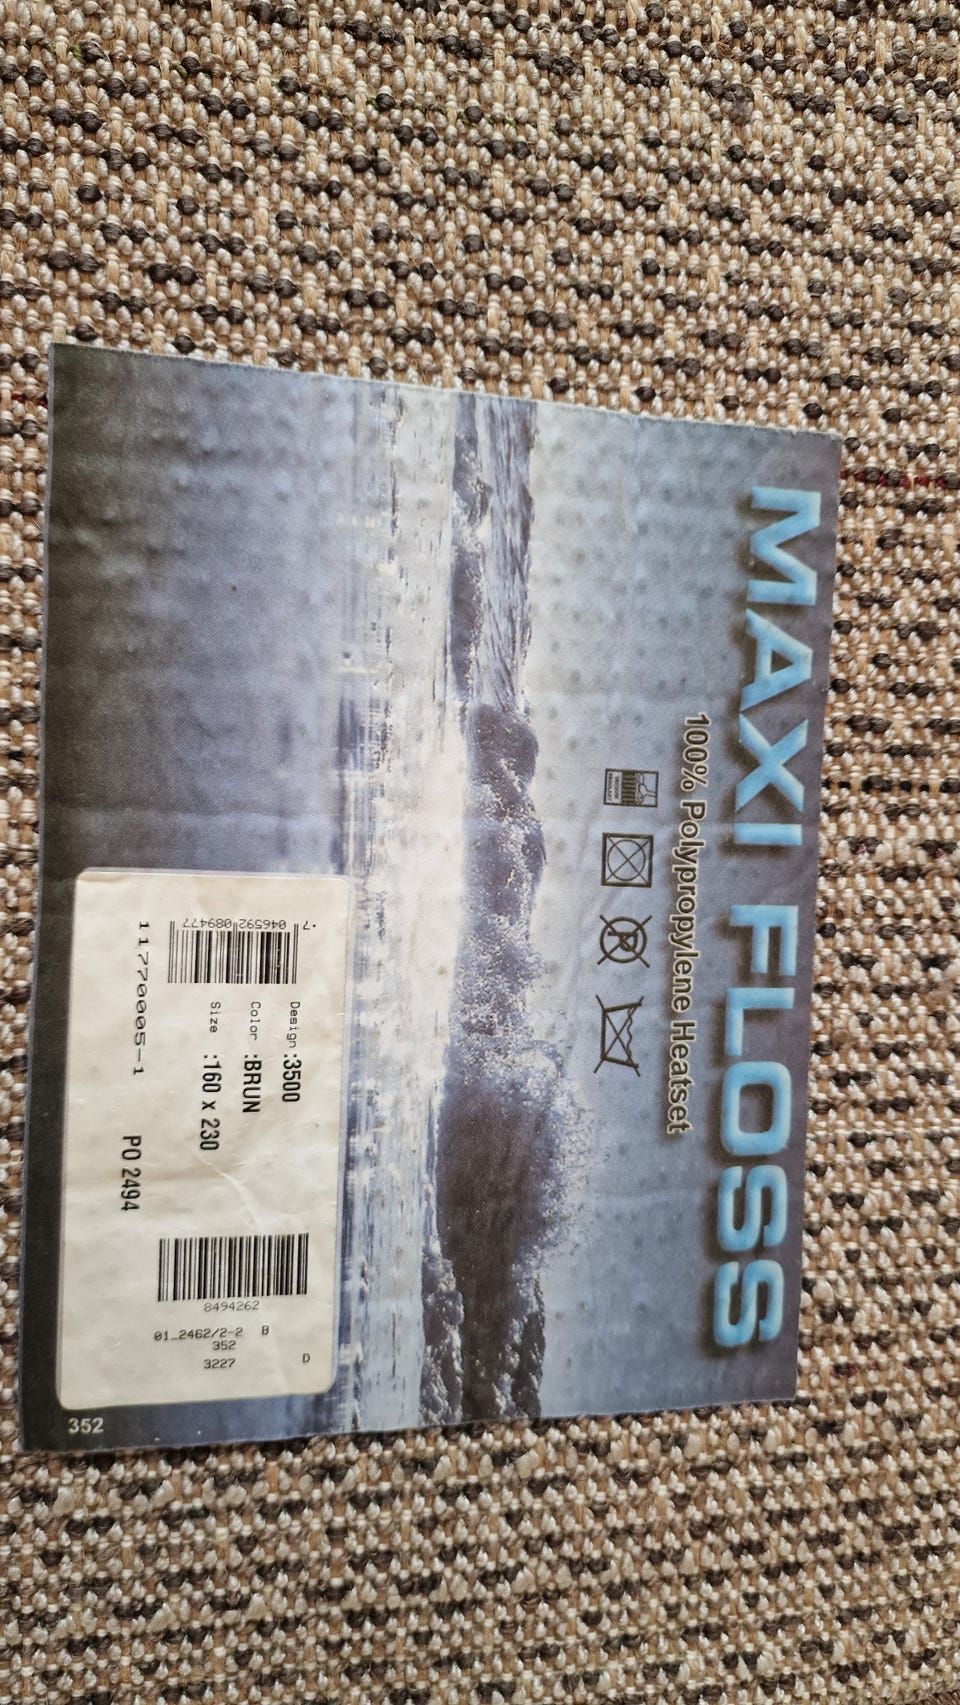 MAXI FLOSS
100% Polypropylene Heatset
Design :3500
Color :BRUN
Size :160 x 230
7 046592 089477
11770005-1
PO 2494
8494262
01_2462/2-2 B
352
3227
D
352